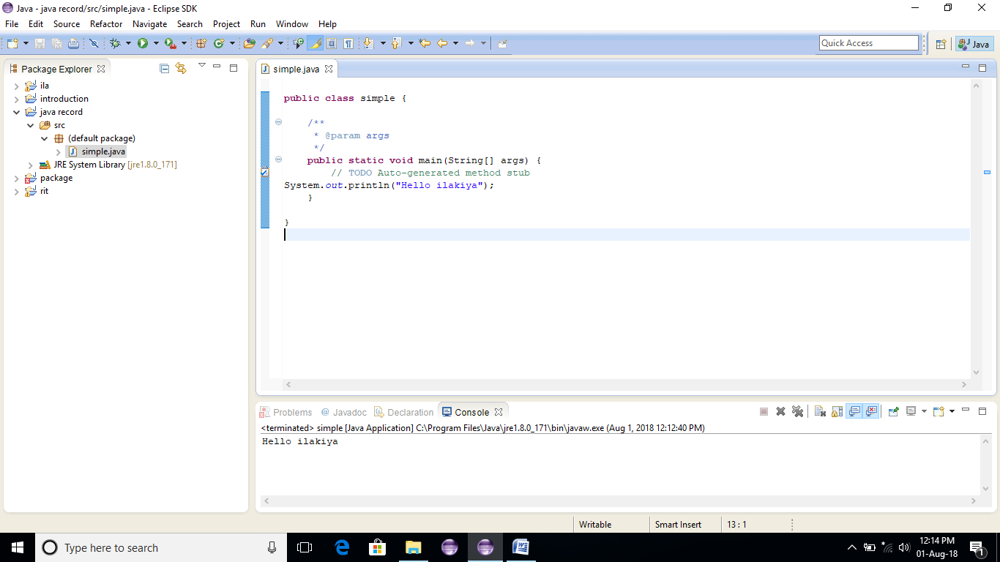 Java - java record/src/simple.java - Eclipse SDK
File Edit Source Refactor Navigate Search Project Run Window Help
Quick Access
Java
Package Explorer
simple.java
ila
introduction
java record
src
(default package)
simple.java
JRE System Library [jre1.8.0_171]
package
rit
public class simple {
/**
* @param args
*/
public static void main(String[] args) {
// TODO Auto-generated method stub
System.out.println("Hello ilakiya");
}
}
Problems @ Javadoc Declaration Console
<terminated> simple [Java Application] C:\Program Files\Java\jre1.8.0_171\bin\javaw.exe (Aug 1, 2018 12:12:40 PM)
Hello ilakiya
Writable Smart Insert 13 : 1
Type here to search
12:14 PM
01-Aug-18
1